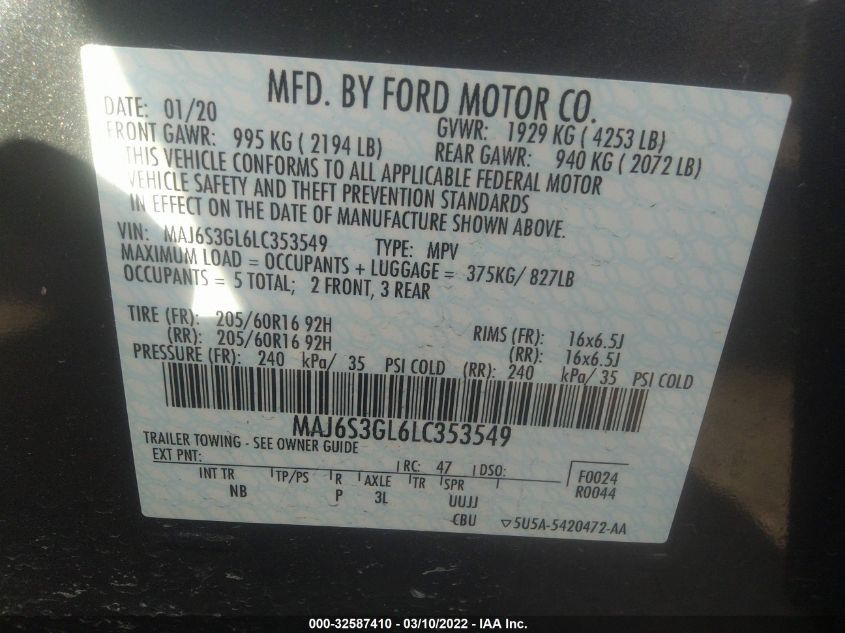 MFD. BY FORD MOTOR CO.
DATE: 01/20 GVWR: 1929 KG ( 4253 LB)
FRONT GAWR: 995 KG ( 2194 LB) REAR GAWR: 940 KG ( 2072 LB)
THIS VEHICLE CONFORMS TO ALL APPLICABLE FEDERAL MOTOR
VEHICLE SAFETY AND THEFT PREVENTION STANDARDS
IN EFFECT ON THE DATE OF MANUFACTURE SHOWN ABOVE.
VIN: MAJ6S3GL6LC353549 TYPE: MPV
MAXIMUM LOAD = OCCUPANTS + LUGGAGE = 375KG/ 827LB
OCCUPANTS = 5 TOTAL; 2 FRONT, 3 REAR
TIRE (FR): 205/60R16 92H RIMS (FR): 16x6.5J
(RR): 205/60R16 92H (RR): 16x6.5J
PRESSURE (FR): 240 kPa/ 35 PSI COLD (RR): 240 kPa/ 35 PSI COLD
MAJ6S3GL6LC353549
TRAILER TOWING - SEE OWNER GUIDE
EXT PNT: RC: 47 DSO: F0024
INT TR TP/PS R AXLE TR SPR R0044
NB P 3L UUJJ
CBU ▽5U5A-5420472-AA
000-32587410 - 03/10/2022 - IAA Inc.